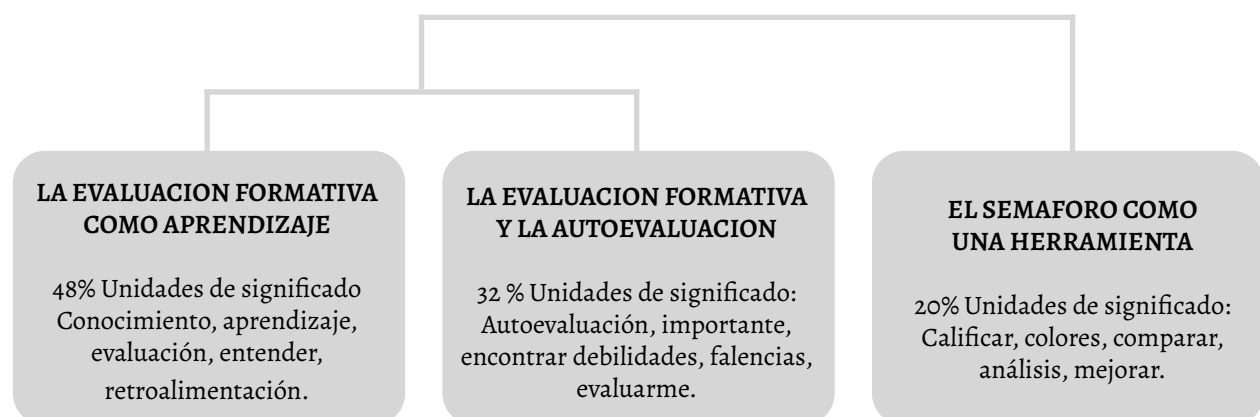 LA EVALUACION FORMATIVA
COMO APRENDIZAJE
48% Unidades de significado
Conocimiento, aprendizaje,
evaluación, entender,
retroalimentación.
LA EVALUACION FORMATIVA
Y LA AUTOEVALUACION
32 % Unidades de significado:
Autoevaluación, importante,
encontrar debilidades, falencias,
evaluarme.
EL SEMAFORO COMO
UNA HERRAMIENTA
20% Unidades de significado:
Calificar, colores, comparar,
análisis, mejorar.